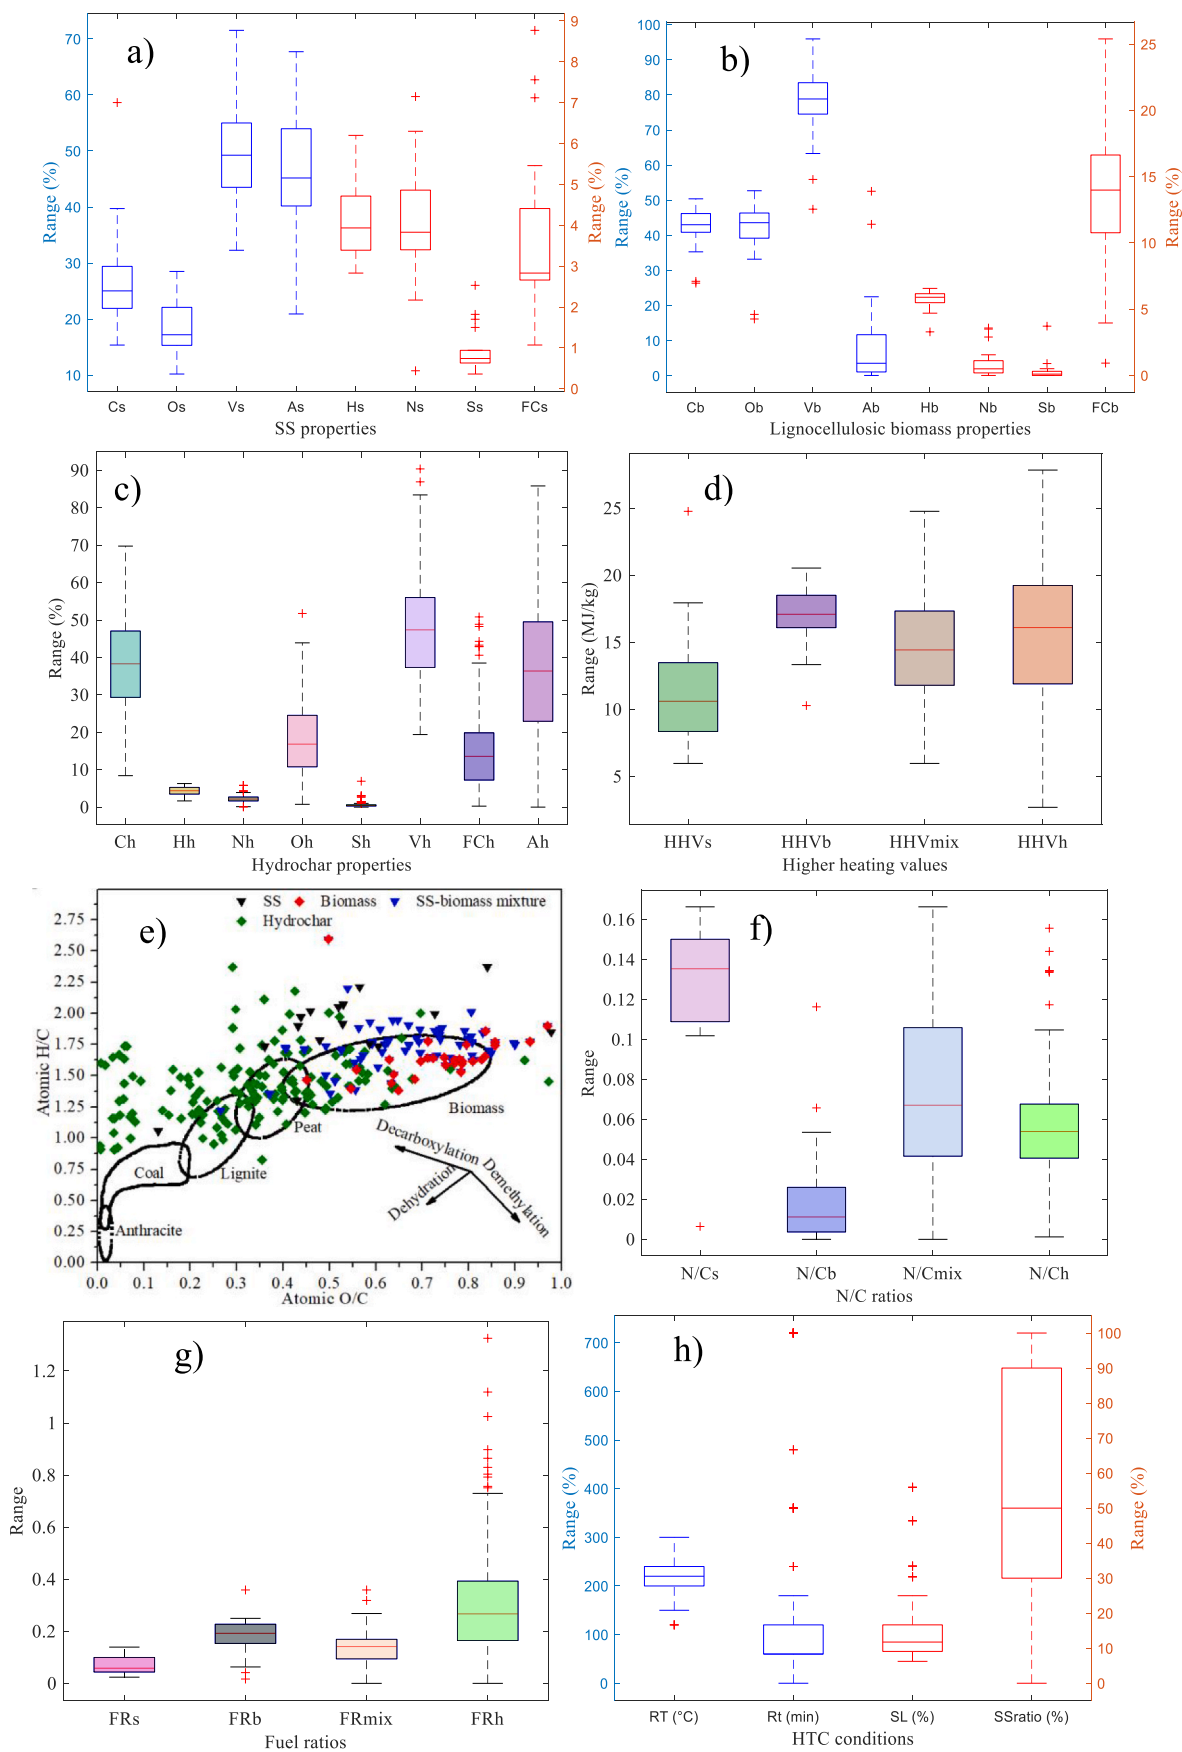 a)
70
60
50
40
30
20
10
Range (%)
9
8
7
6
5
4
3
2
1
0
Range (%)
Cs Os Vs As Hs Ns Ss FCs
SS properties
b)
100
90
80
70
60
50
40
30
20
10
0
Range (%)
25
20
15
10
5
0
Range (%)
Cb Ob Vb Ab Hb Nb Sb FCb
Lignocellulosic biomass properties
c)
90
80
70
60
50
40
30
20
10
0
Range (%)
Ch Hh Nh Oh Sh Vh FCh Ah
Hydrochar properties
d)
25
20
15
10
5
Range (MJ/kg)
HHVs HHVb HHVmix HHVh
Higher heating values
e)
SS Biomass SS-biomass mixture
Hydrochar
2.75
2.50
2.25
2.00
1.75
1.50
1.25
1.00
0.75
0.50
0.25
0.00
Atomic H/C
Biomass
Peat
Lignite
Coal
Anthracite
Decarboxylation
Dehydration
Demethylation
0.0 0.1 0.2 0.3 0.4 0.5 0.6 0.7 0.8 0.9 1.0
Atomic O/C
f)
0.16
0.14
0.12
0.1
0.08
0.06
0.04
0.02
0
Range
N/Cs N/Cb N/Cmix N/Ch
N/C ratios
g)
1.2
1
0.8
0.6
0.4
0.2
0
Range
FRs FRb FRmix FRh
Fuel ratios
h)
700
600
500
400
300
200
100
0
Range (%)
100
90
80
70
60
50
40
30
20
10
0
Range (%)
RT (°C) Rt (min) SL (%) SSratio (%)
HTC conditions